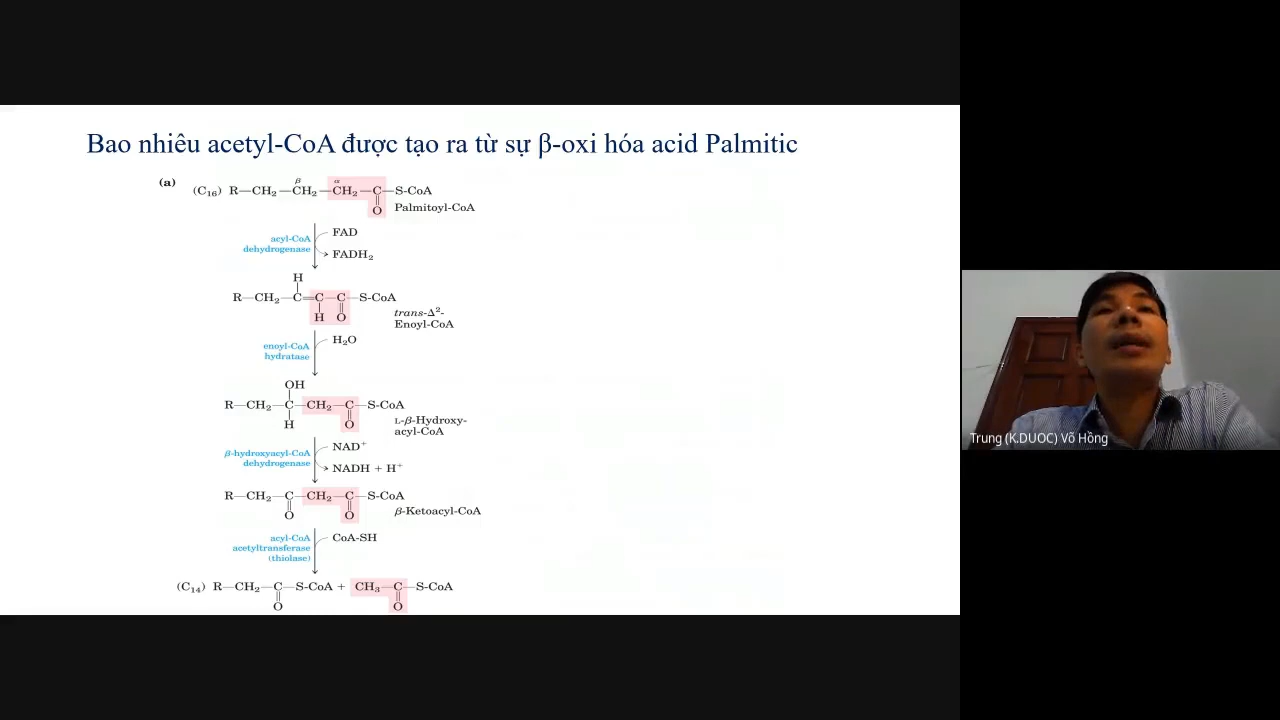 Bao nhiêu acetyl-CoA được tạo ra từ sự β-oxi hóa acid Palmitic
(a)
β α
(C₁₆) R—CH₂—CH₂—CH₂—C—S-CoA
O
Palmitoyl-CoA
acyl-CoA
dehydrogenase
FAD
FADH₂
H
R—CH₂—C=C—C—S-CoA
H O
trans-Δ²-
Enoyl-CoA
enoyl-CoA
hydratase
H₂O
OH
R—CH₂—C—CH₂—C—S-CoA
H O
L-β-Hydroxy-
acyl-CoA
β-hydroxyacyl-CoA
dehydrogenase
NAD⁺
NADH + H⁺
R—CH₂—C—CH₂—C—S-CoA
O O
β-Ketoacyl-CoA
acyl-CoA
acetyltransferase
(thiolase)
CoA-SH
(C₁₄) R—CH₂—C—S-CoA + CH₃—C—S-CoA
O O
Trung (K.DUOC) Võ Hồng